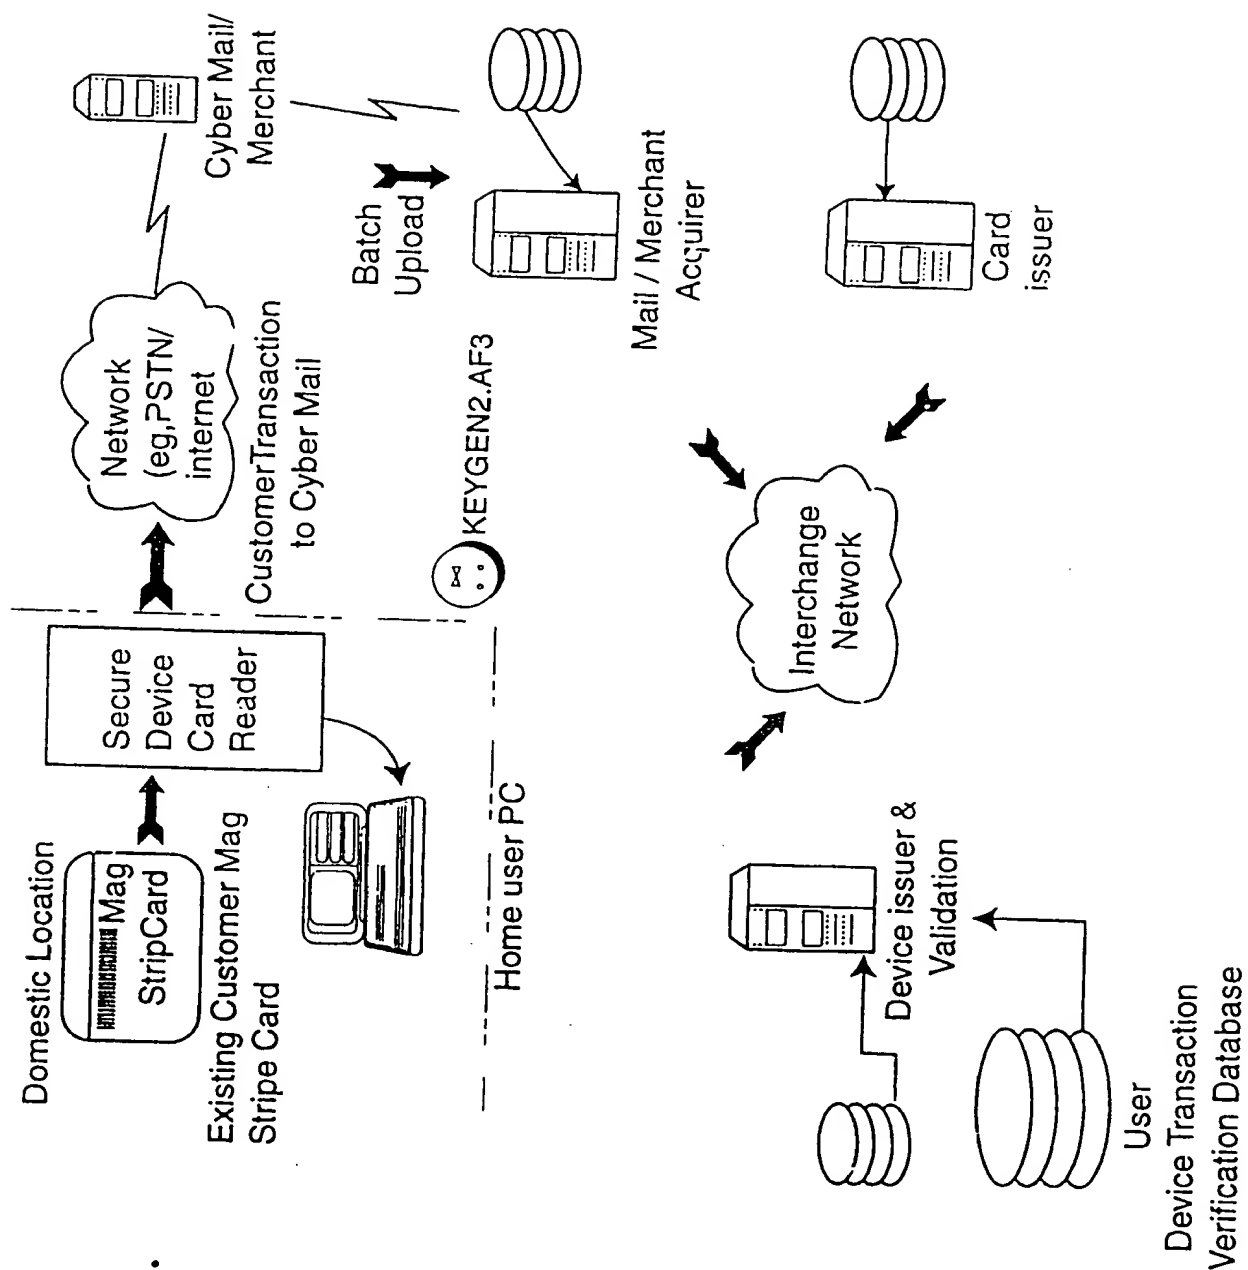 Domestic Location
Mag
StripCard
Existing Customer Mag
Stripe Card
Secure
Device
Card
Reader
Home user PC
Network
(eg,PSTN/
internet
CustomerTransaction
to Cyber Mail
KEYGEN2.AF3
Cyber Mail/
Merchant
Batch
Upload
Mail / Merchant
Acquirer
Card
issuer
Interchange
Network
Device issuer &
Validation
User
Device Transaction
Verification Database